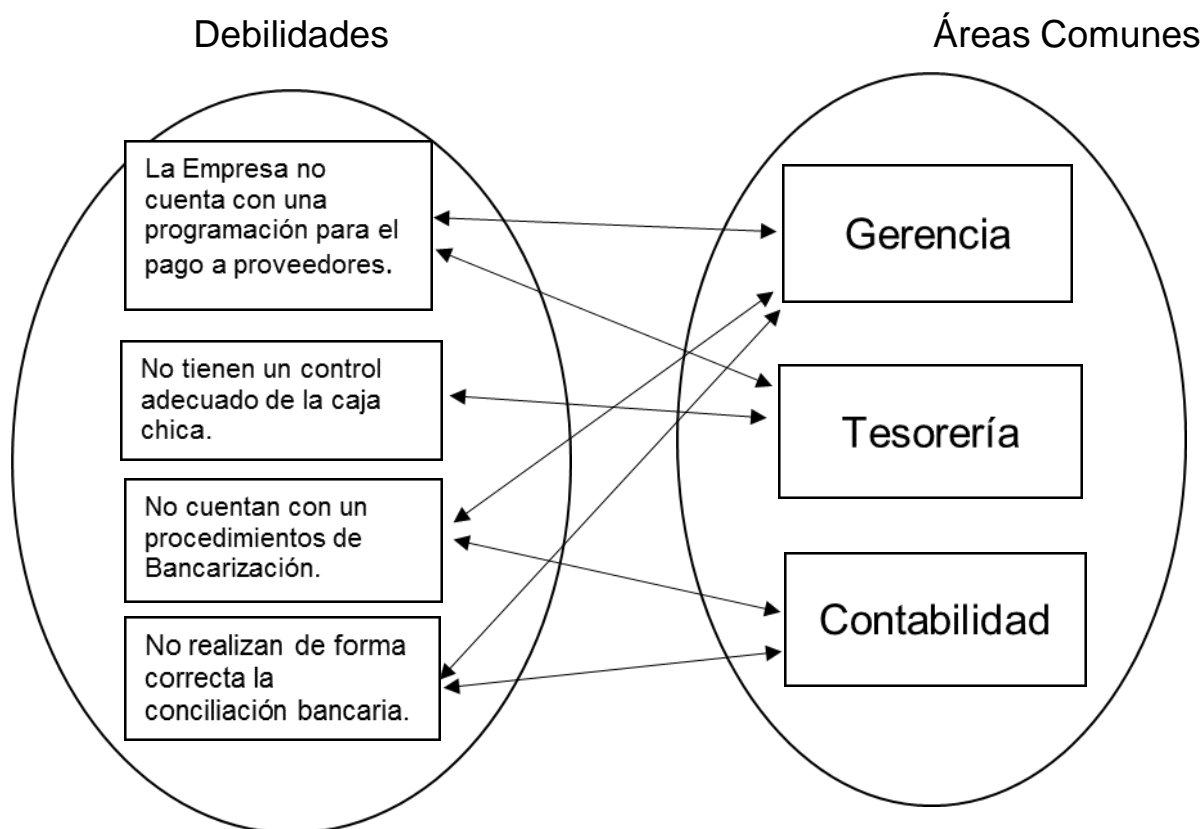 Debilidades
Áreas Comunes
La Empresa no
cuenta con una
programación para el
pago a proveedores.
No tienen un control
adecuado de la caja
chica.
No cuentan con un
procedimientos de
Bancarización.
No realizan de forma
correcta la
conciliación bancaria.
Gerencia
Tesorería
Contabilidad